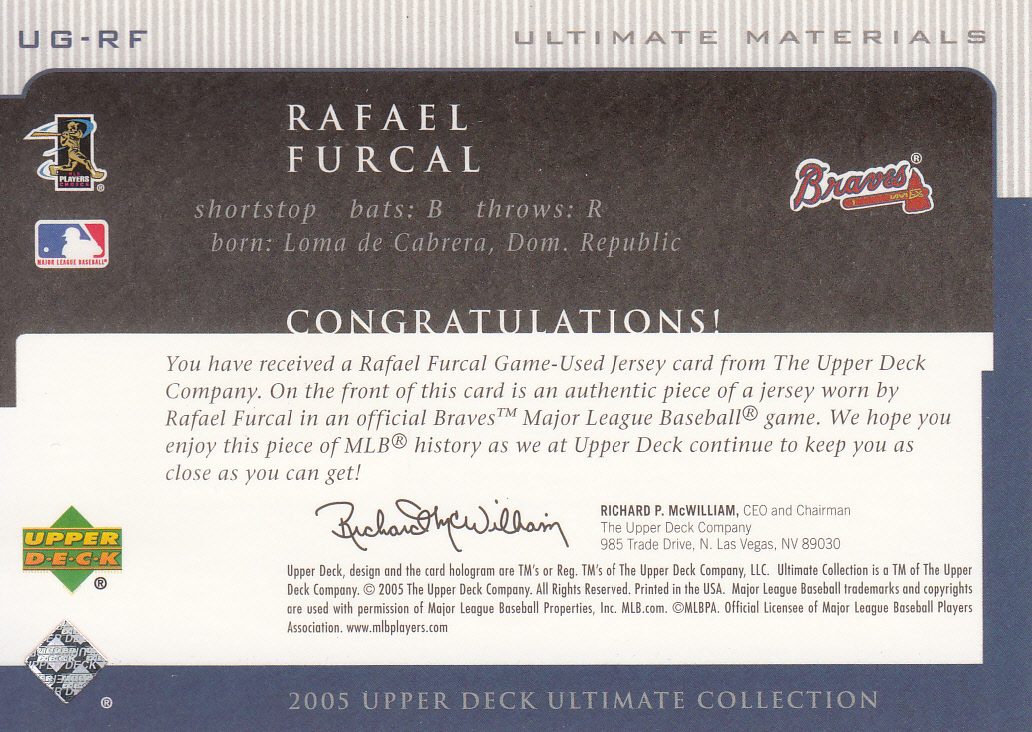 UG-RF
ULTIMATE MATERIALS
RAFAEL
FURCAL
MLB
PLAYERS
CHOICE
®
Braves®
MAJOR LEAGUE BASEBALL®
shortstop bats: B throws: R
born: Loma de Cabrera, Dom. Republic
CONGRATULATIONS!
You have received a Rafael Furcal Game-Used Jersey card from The Upper Deck
Company. On the front of this card is an authentic piece of a jersey worn by
Rafael Furcal in an official Braves™ Major League Baseball® game. We hope you
enjoy this piece of MLB® history as we at Upper Deck continue to keep you as
close as you can get!
Richard P McWilliam
RICHARD P. McWILLIAM, CEO and Chairman
The Upper Deck Company
985 Trade Drive, N. Las Vegas, NV 89030
UPPER
D·E·C·K
®
Upper Deck, design and the card hologram are TM's or Reg. TM's of The Upper Deck Company, LLC. Ultimate Collection is a TM of The Upper
Deck Company. © 2005 The Upper Deck Company. All Rights Reserved. Printed in the USA. Major League Baseball trademarks and copyrights
are used with permission of Major League Baseball Properties, Inc. MLB.com. ©MLBPA. Official Licensee of Major League Baseball Players
Association. www.mlbplayers.com
UPPER DECK
®
2005 UPPER DECK ULTIMATE COLLECTION